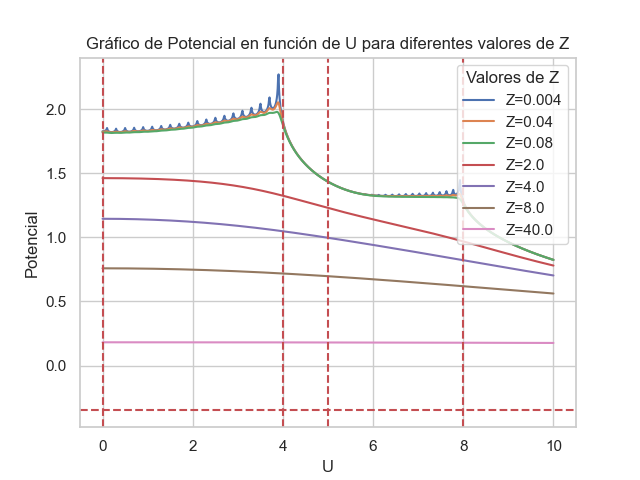 Gráfico de Potencial en función de U para diferentes valores de Z
Valores de Z
Z=0.004
Z=0.04
Z=0.08
Z=2.0
Z=4.0
Z=8.0
Z=40.0
Potencial
2.0
1.5
1.0
0.5
0.0
0 2 4 6 8 10
U